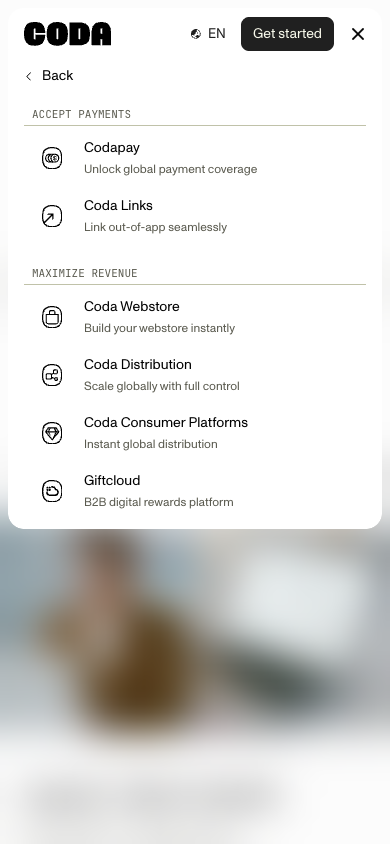 CODA
EN
Get started
Back
ACCEPT PAYMENTS
Codapay
Unlock global payment coverage
Coda Links
Link out-of-app seamlessly
MAXIMIZE REVENUE
Coda Webstore
Build your webstore instantly
Coda Distribution
Scale globally with full control
Coda Consumer Platforms
Instant global distribution
Giftcloud
B2B digital rewards platform